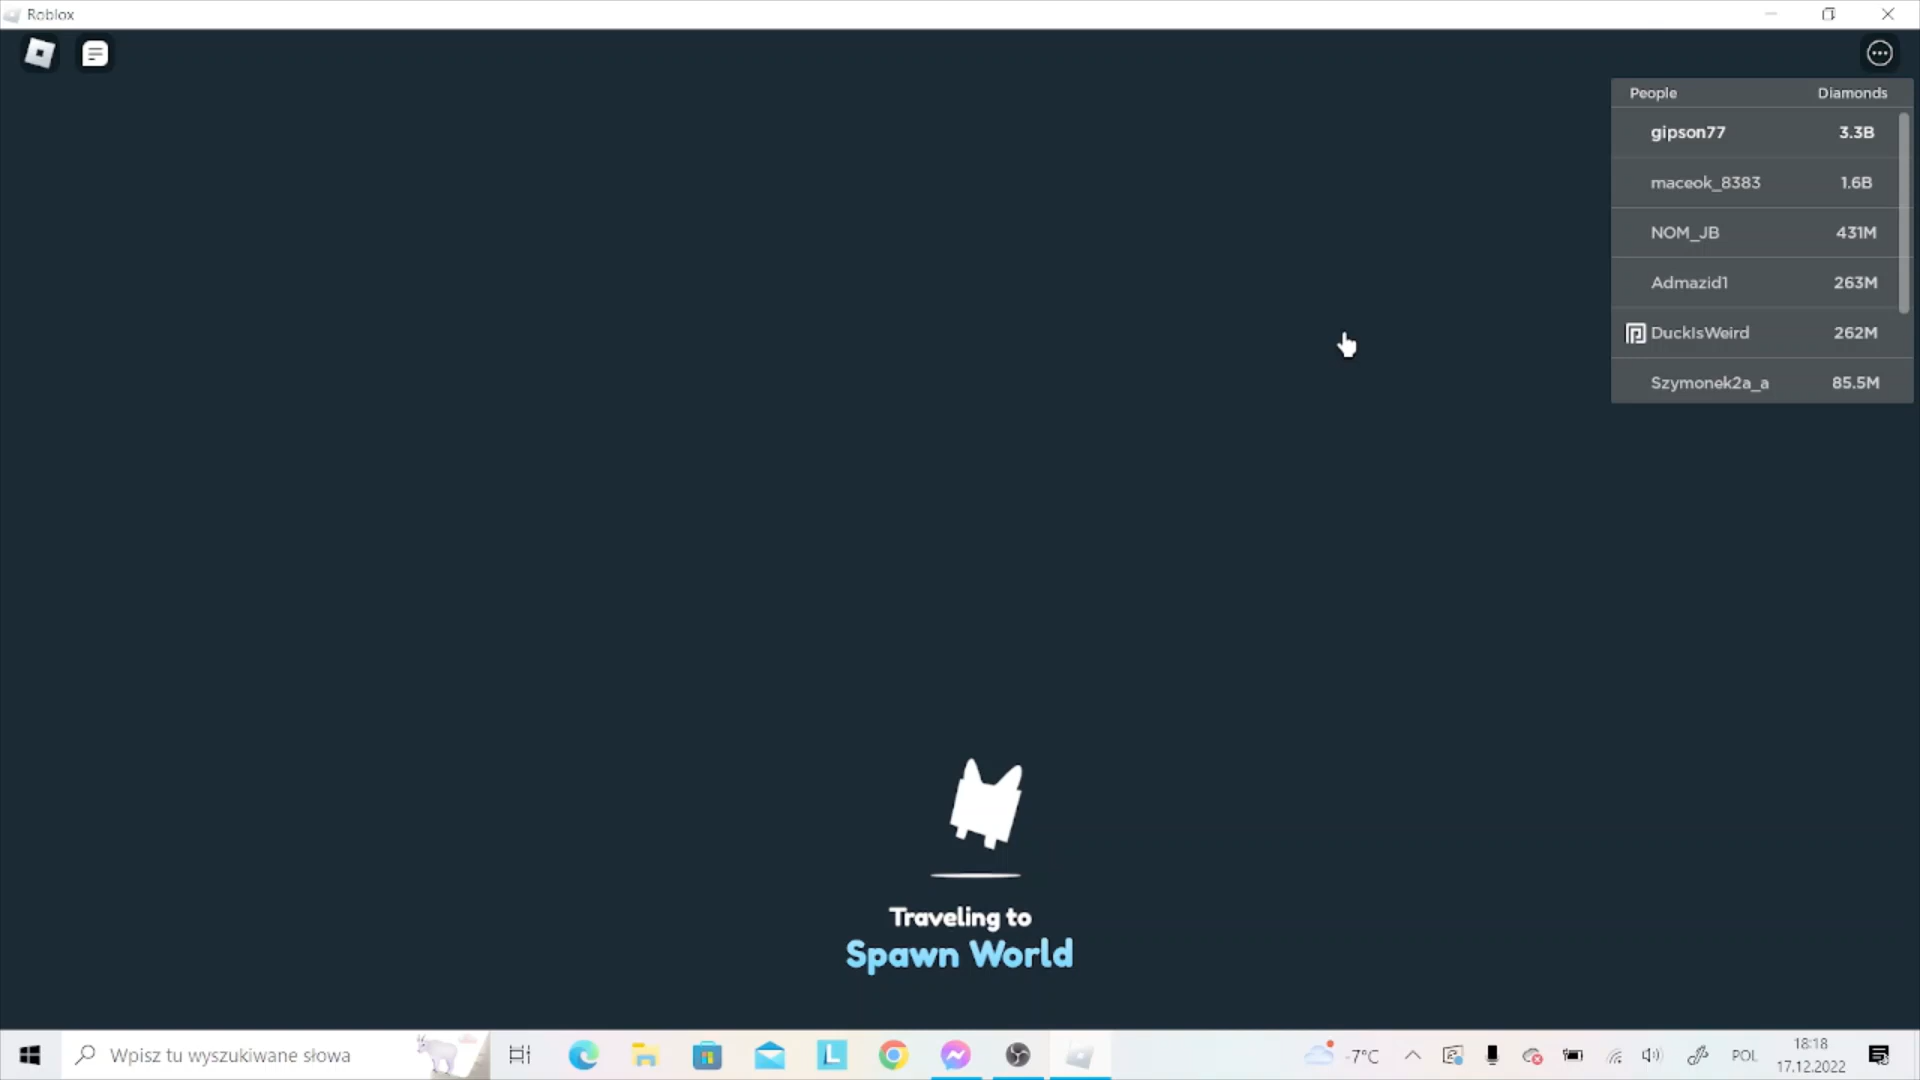 Roblox
People Diamonds
gipson77 3.3B
maceok_8383 1.6B
NOM_JB 431M
Admazid1 263M
DuckIsWeird 262M
Szymonek2a_a 85.5M
Traveling to
Spawn World
Wpisz tu wyszukiwane słowa
L
-7°C
POL
18:18
17.12.2022